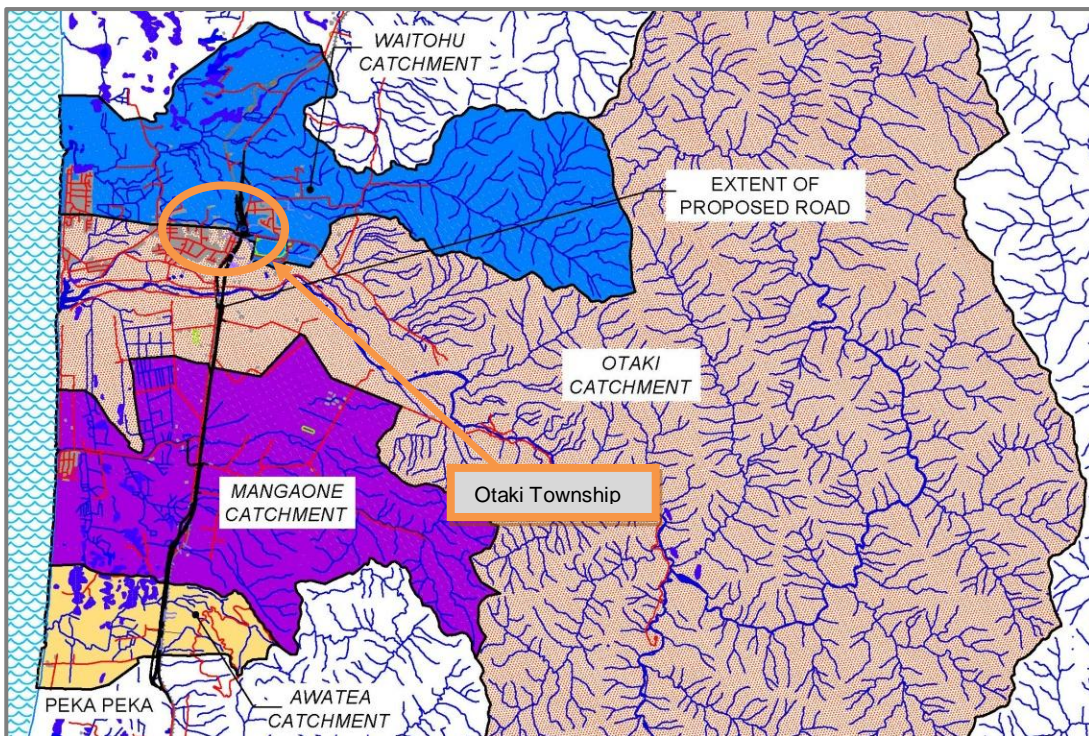 WAITOHU
CATCHMENT
EXTENT OF
PROPOSED ROAD
OTAKI
CATCHMENT
MANGAONE
CATCHMENT
Otaki Township
PEKA PEKA
AWATEA
CATCHMENT